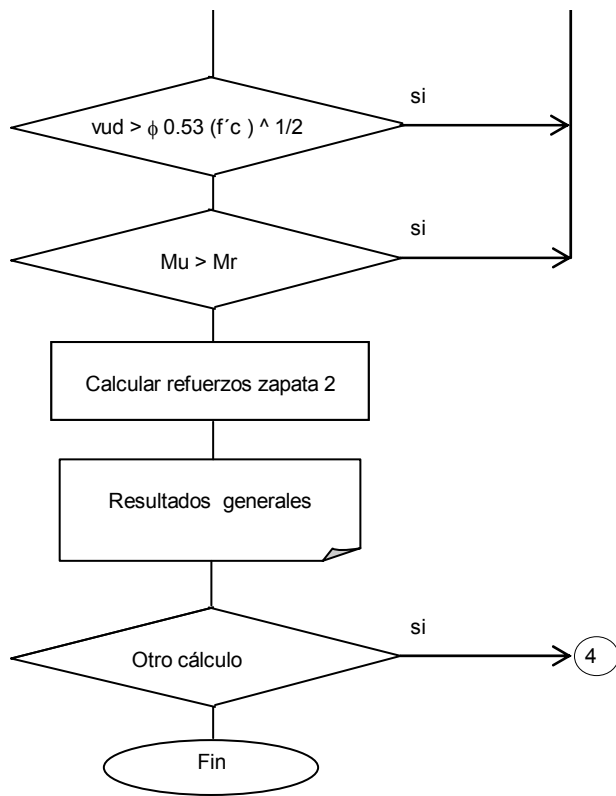 si
vud > ϕ 0.53 (f´c ) ^ 1/2
si
Mu > Mr
Calcular refuerzos zapata 2
Resultados generales
si
Otro cálculo
4
Fin